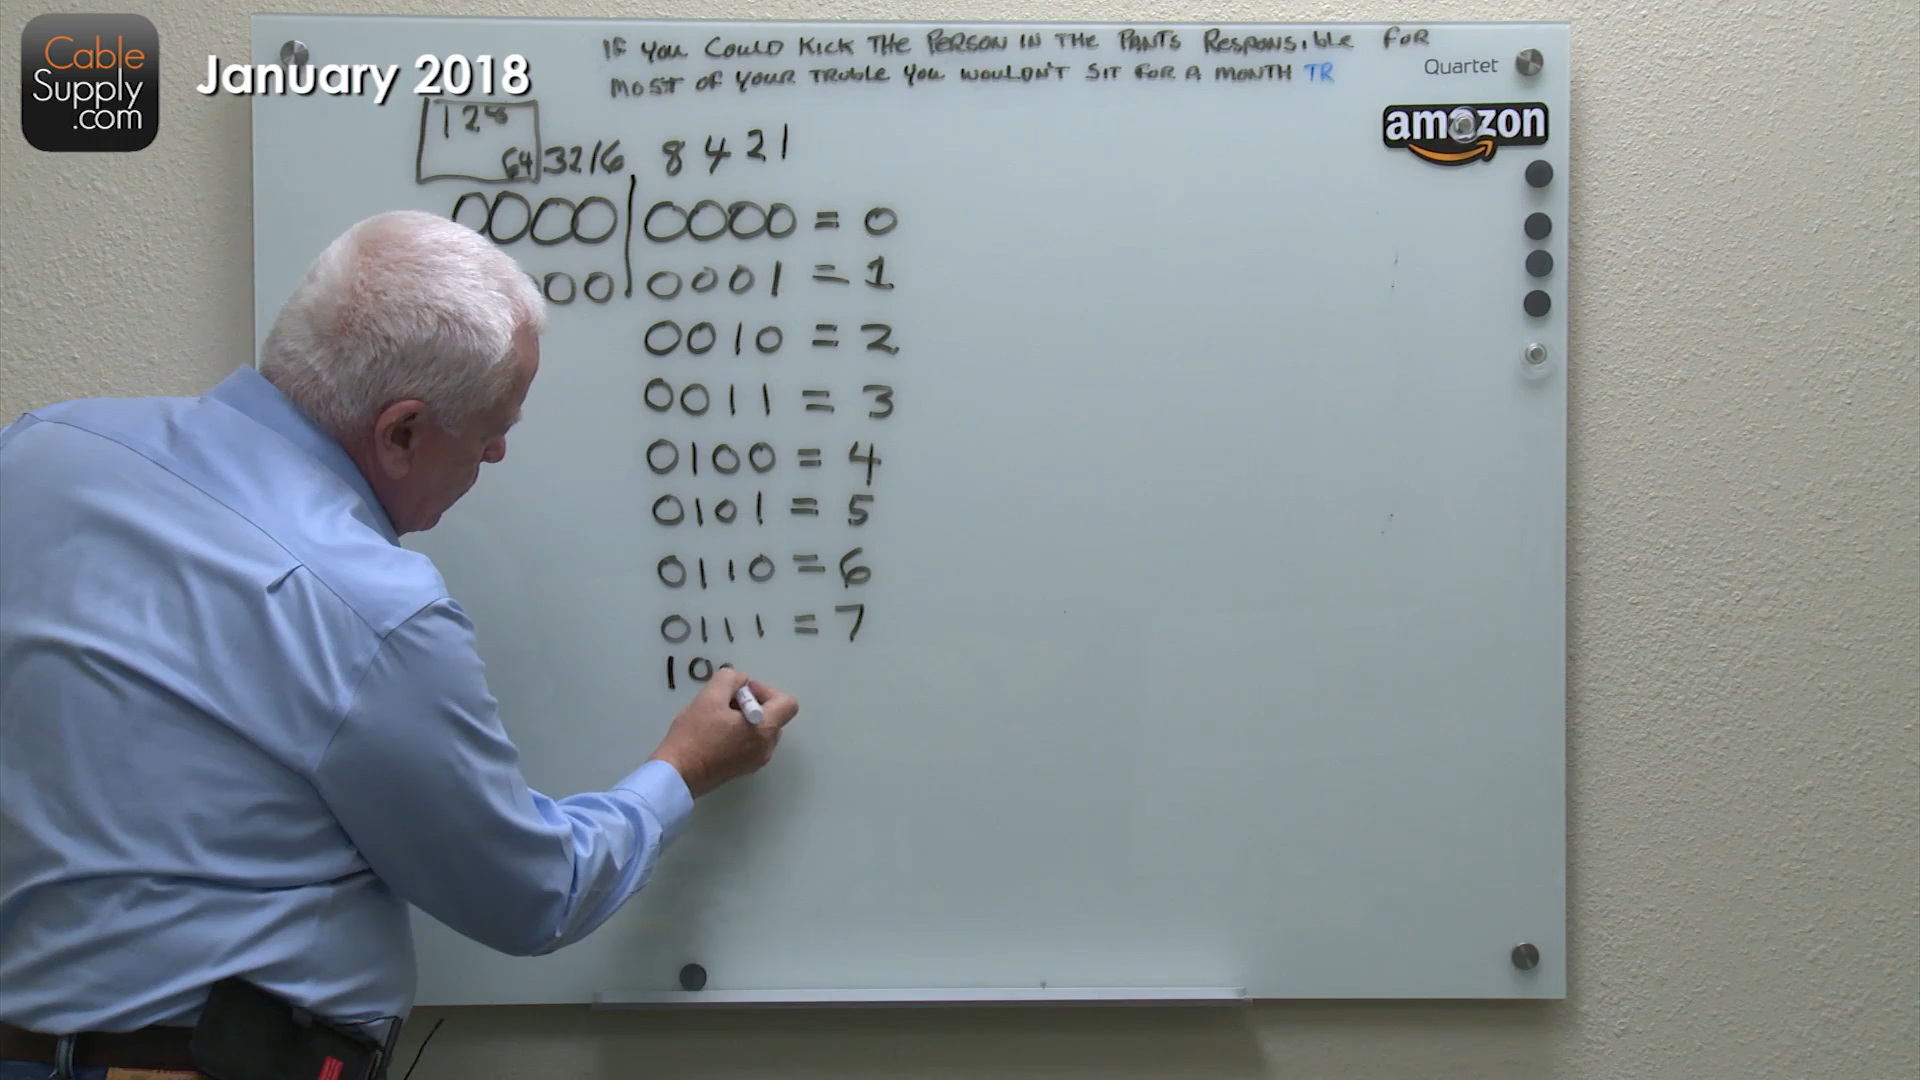 Cable
Supply
.com
January 2018
IF YOU COULD KICK THE PERSON IN THE PANTS RESPONSIBLE FOR
MOST OF YOUR TROUBLE YOU WOULDN'T SIT FOR A MONTH TR
Quartet
amazon
128
64 32 16 8 4 2 1
0000 | 0000 = 0
000 | 0001 = 1
0010 = 2
0011 = 3
0100 = 4
0101 = 5
0110 = 6
0111 = 7
10